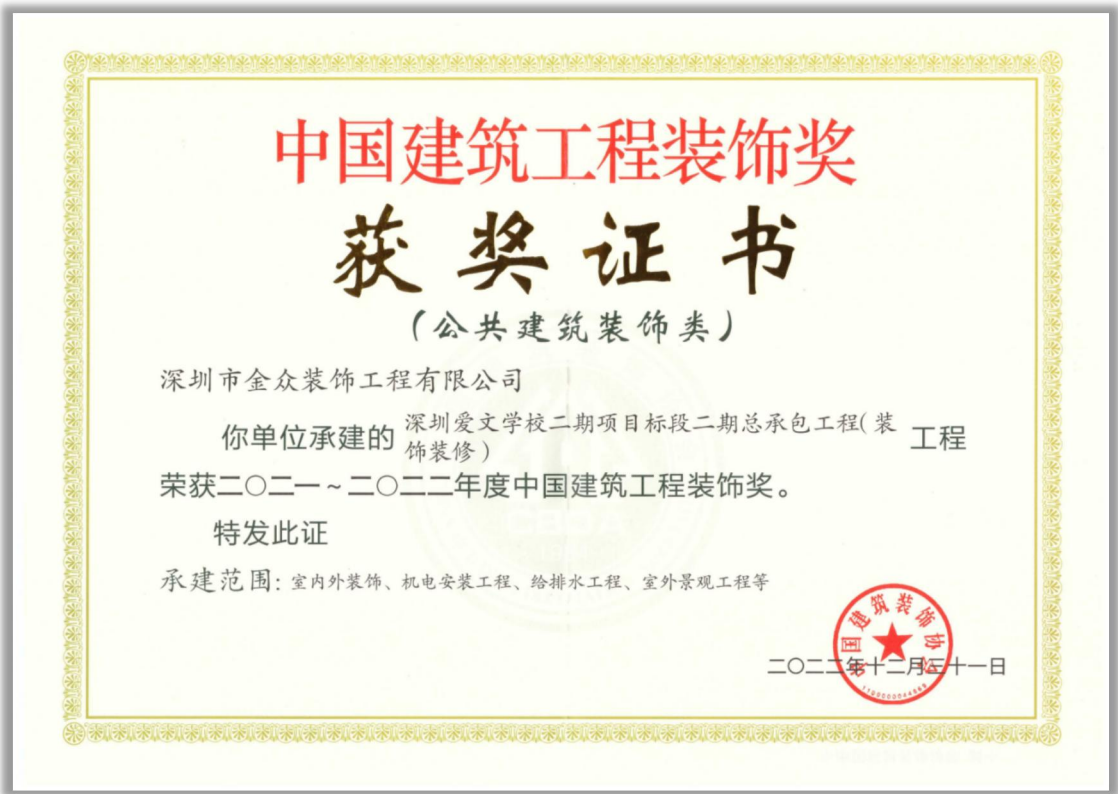 中国建筑工程装饰奖
获奖证书
（公共建筑装饰类）
深圳市金众装饰工程有限公司
你单位承建的 深圳爱文学校二期项目标段二期总承包工程(装饰装修) 工程
荣获二〇二一～二〇二二年度中国建筑工程装饰奖。
特发此证
承建范围: 室内外装饰、机电安装工程、给排水工程、室外景观工程等
中国建筑装饰协会
二〇二二年十二月三十一日